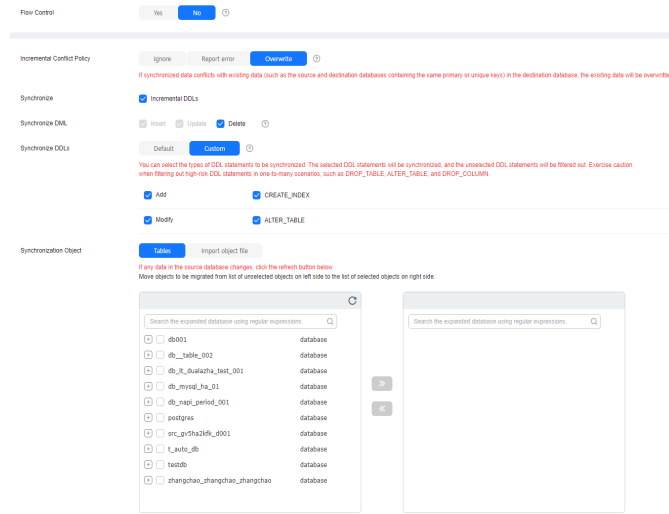 Flow Control
Yes
No
Incremental Conflict Policy
Ignore
Report error
Overwrite
If synchronized data conflicts with existing data (such as the source and destination databases containing the same primary or unique keys) in the destination database, the existing data will be overwritte
Synchronize
Incremental DDLs
Synchronize DML
Insert
Update
Delete
Synchronize DDLs
Default
Custom
You can select the types of DDL statements to be synchronized. The selected DDL statements will be synchronized, and the unselected DDL statements will be filtered out. Exercise caution
when filtering out high-risk DDL statements in one-to-many scenarios, such as DROP_TABLE, ALTER_TABLE, and DROP_COLUMN.
Add
CREATE_INDEX
Modify
ALTER_TABLE
Synchronization Object
Tables
Import object file
If any data in the source database changes, click the refresh button below.
Move objects to be migrated from list of unselected objects on left side to the list of selected objects on right side.
Search the expanded database using regular expressions.
Search the expanded database using regular expressions.
db001 database
db__table_002 database
db_lt_dualazha_test_001 database
db_mysql_ha_01 database
db_napi_period_001 database
postgres database
src_gv5ha2kfk_d001 database
t_auto_db database
testdb database
zhangchao_zhangchao_zhangchao database